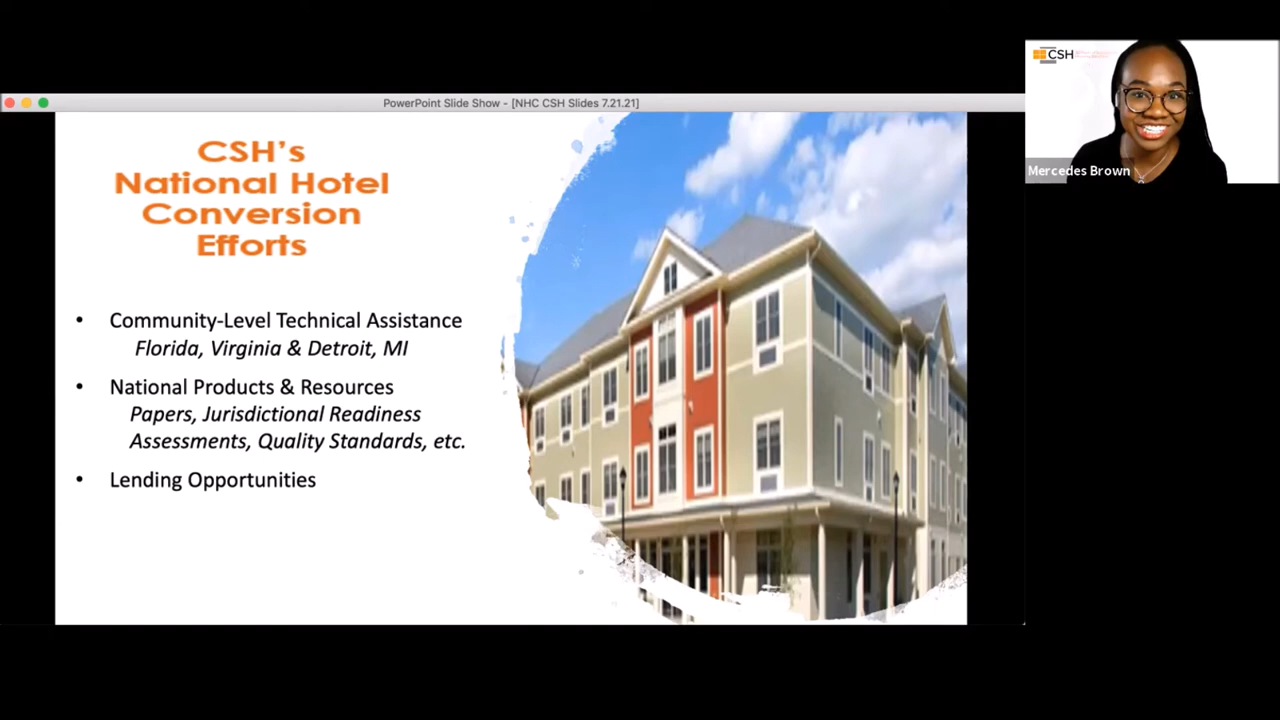 PowerPoint Slide Show - [NHC CSH Slides 7.21.21]
CSH's
National Hotel
Conversion
Efforts
• Community-Level Technical Assistance
Florida, Virginia & Detroit, MI
• National Products & Resources
Papers, Jurisdictional Readiness
Assessments, Quality Standards, etc.
• Lending Opportunities
CSH
Mercedes Brown